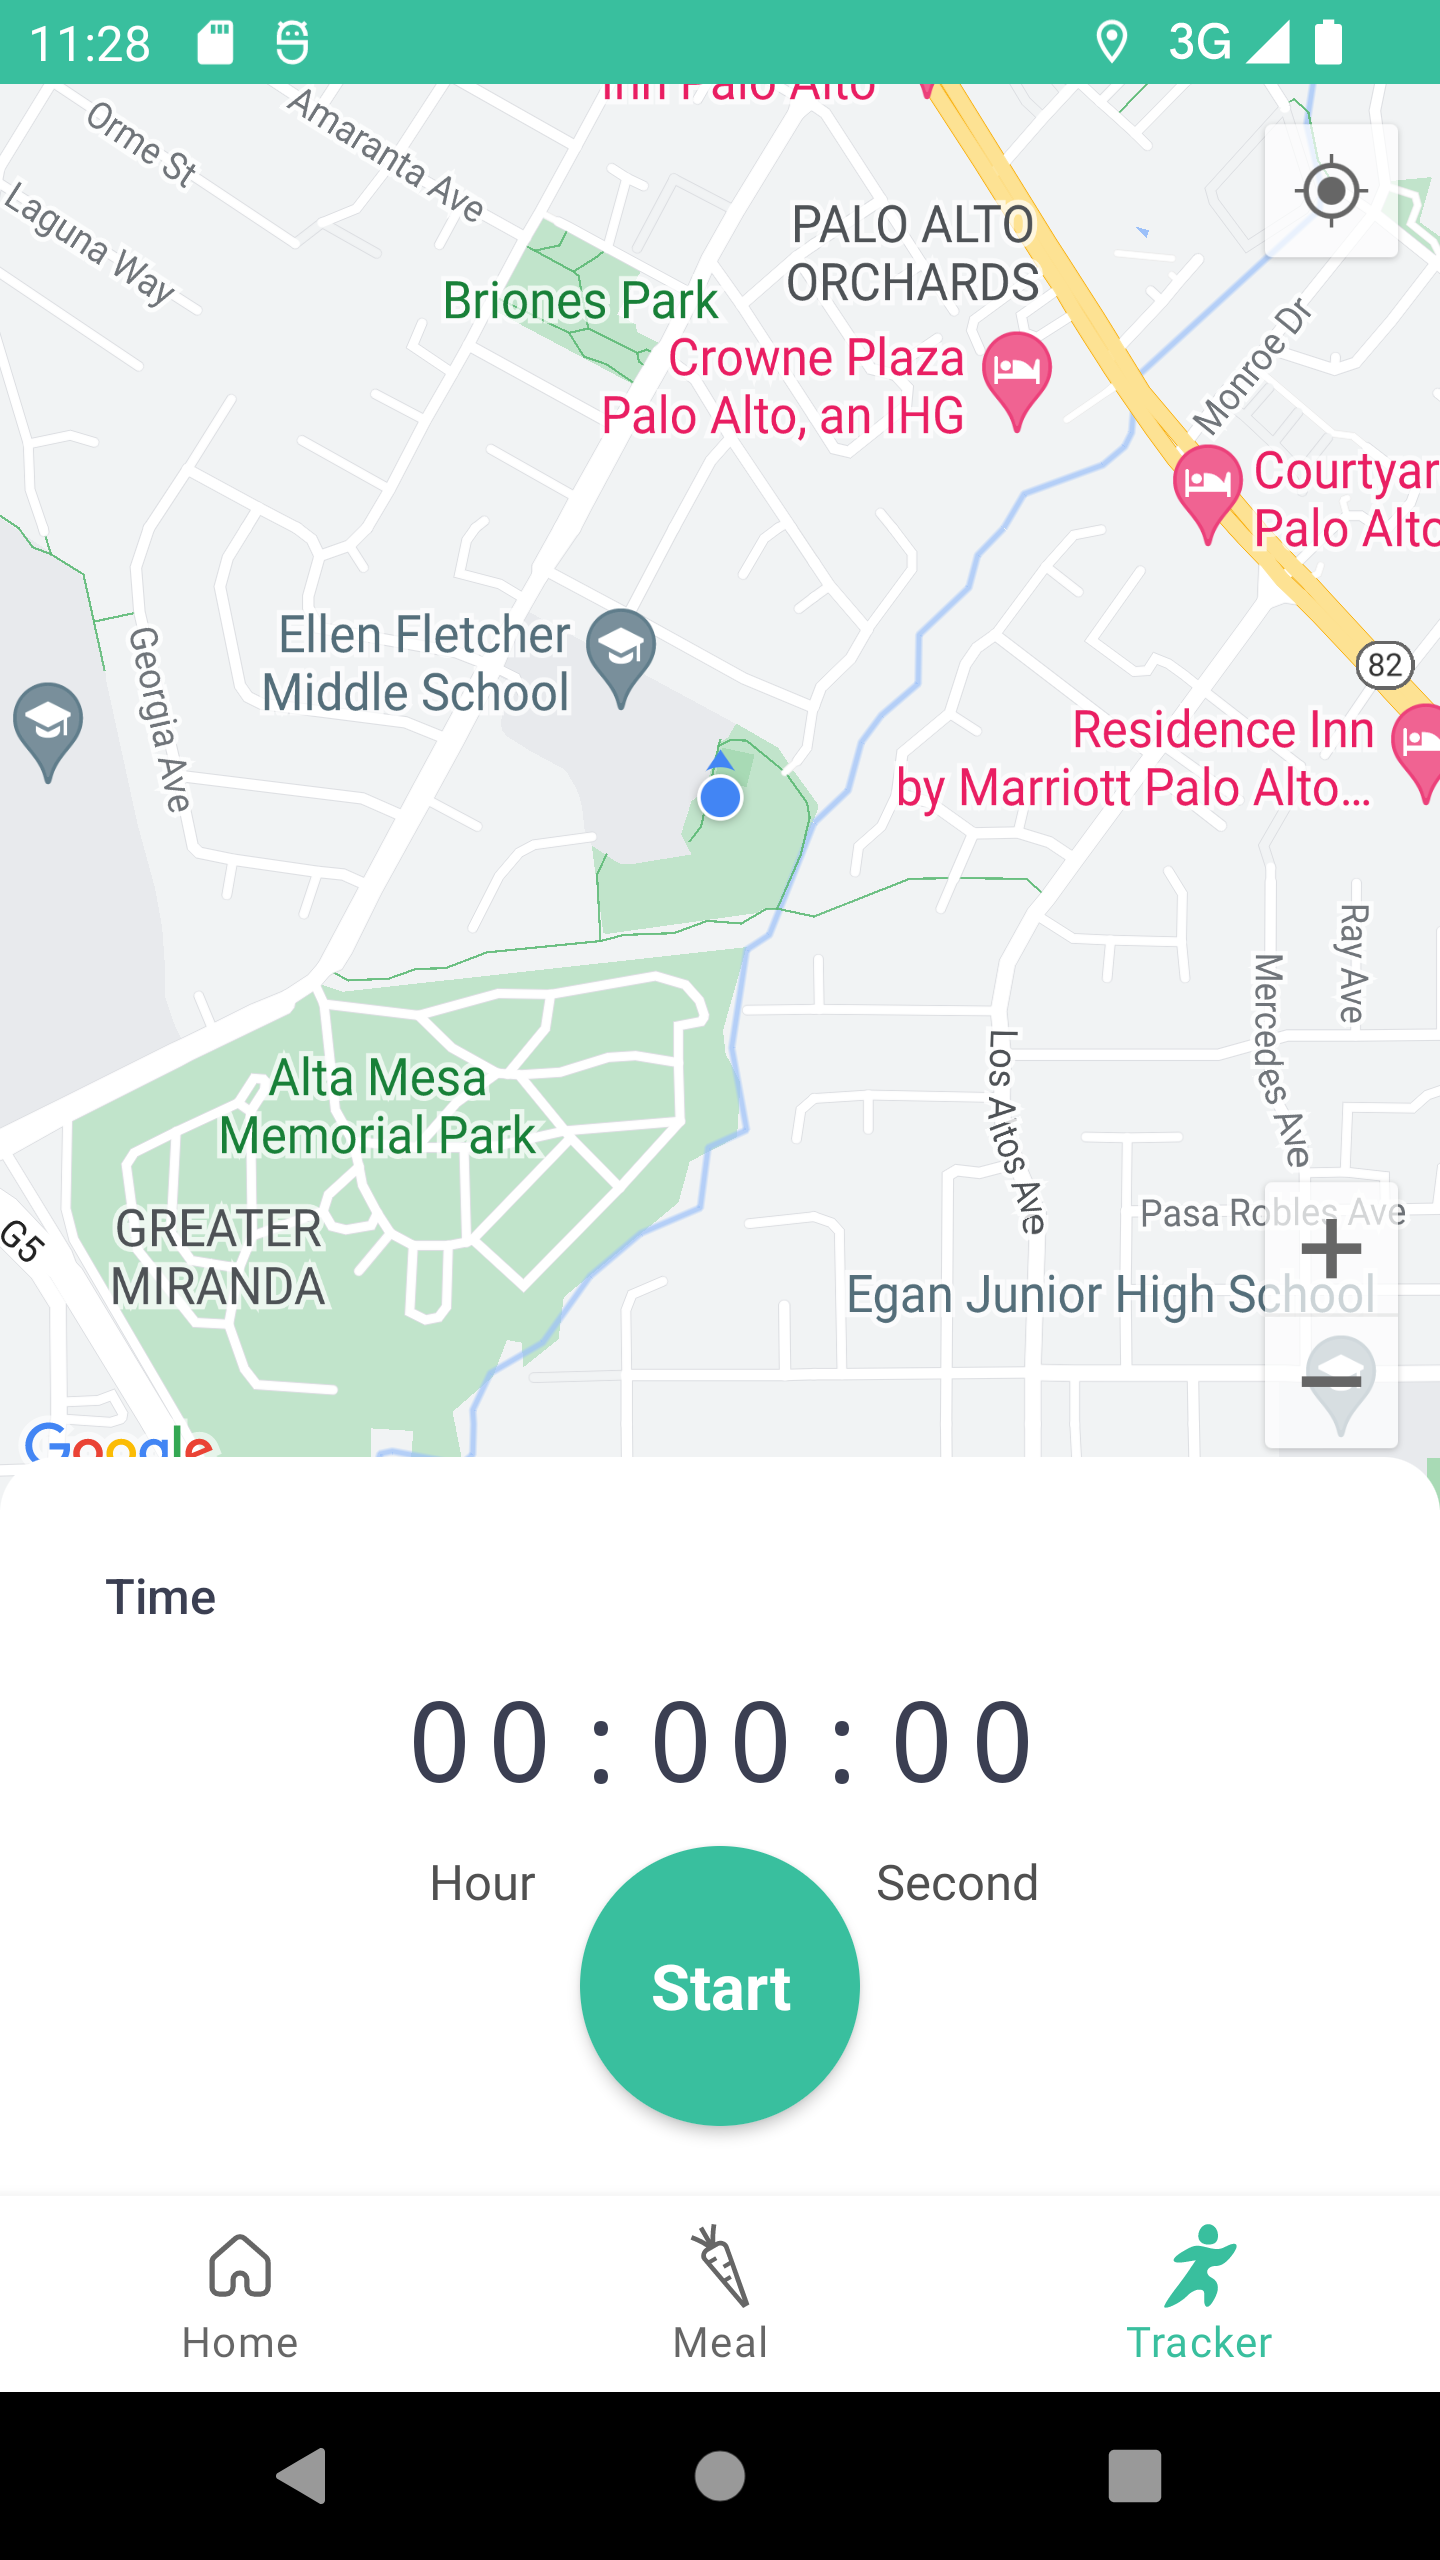 11:28
3G
Inn Palo Alto
Orme St
Amaranta Ave
Laguna Way
PALO ALTO
ORCHARDS
Briones Park
Crowne Plaza
Palo Alto, an IHG
Monroe Dr
Courtyar
Palo Alto
Ellen Fletcher
Middle School
Georgia Ave
82
Residence Inn
by Marriott Palo Alto...
Ray Ave
Mercedes Ave
Los Altos Ave
Alta Mesa
Memorial Park
GREATER
MIRANDA
G5
Pasa Robles Ave
Egan Junior High School
Google
Time
00:00:00
Hour
Second
Start
Home
Meal
Tracker